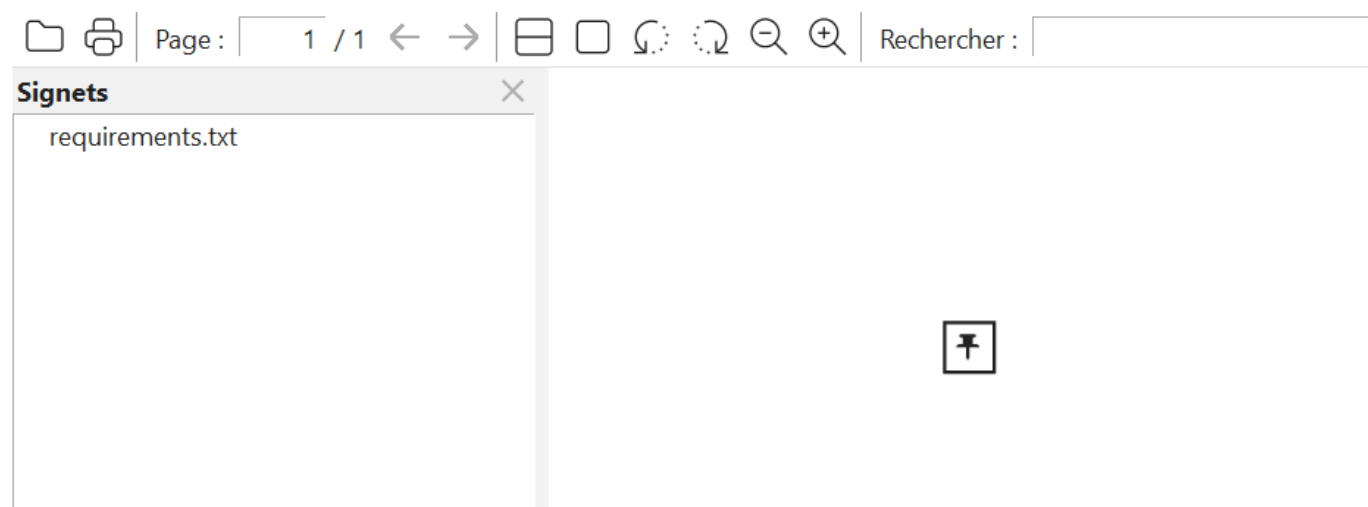 Page : 1 / 1 Rechercher :
Signets
requirements.txt